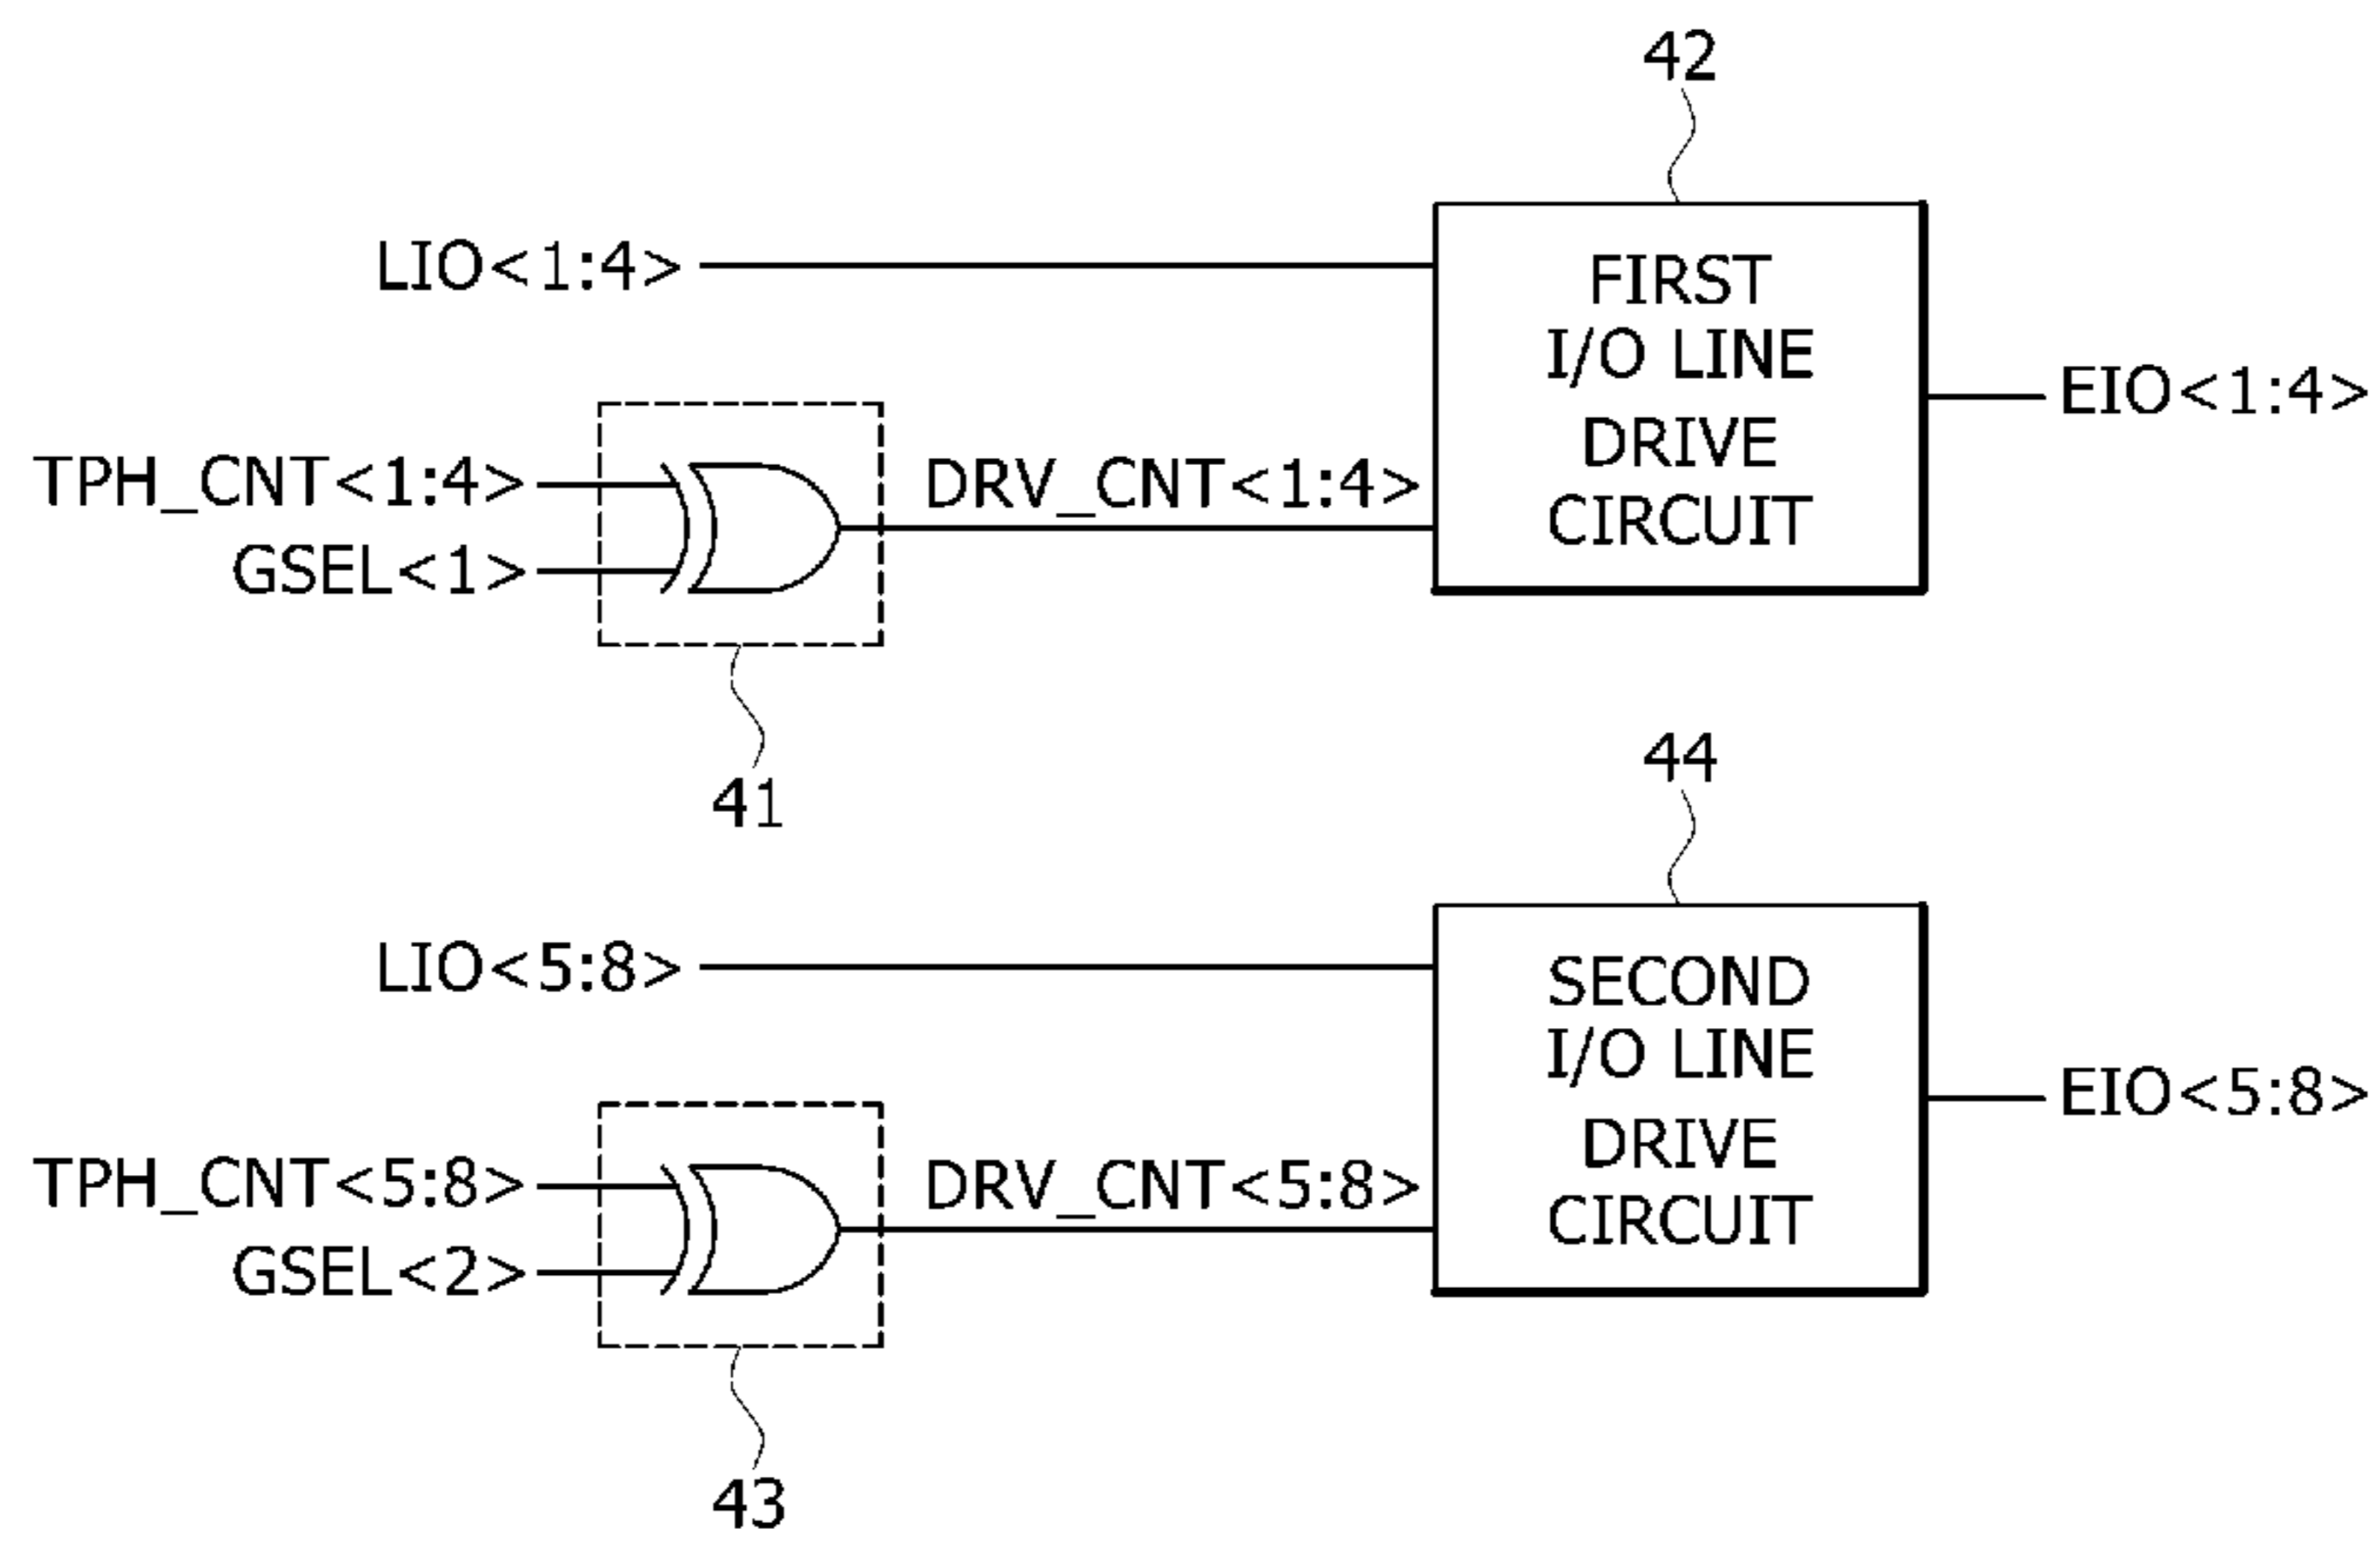 42
LIO<1:4>
FIRST
I/O LINE
DRIVE
CIRCUIT
EIO<1:4>
TPH_CNT<1:4>
GSEL<1>
DRV_CNT<1:4>
41
44
LIO<5:8>
SECOND
I/O LINE
DRIVE
CIRCUIT
EIO<5:8>
TPH_CNT<5:8>
GSEL<2>
DRV_CNT<5:8>
43